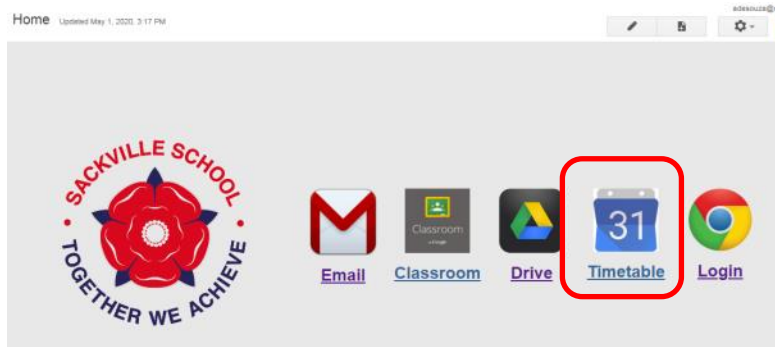 edesouza@
Home Updated May 1, 2020, 3:17 PM
SACKVILLE SCHOOL
• TOGETHER WE ACHIEVE •
Classroom
31
Email Classroom Drive Timetable Login